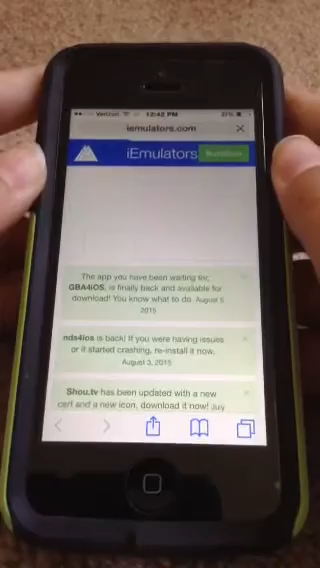 Verizon 12:42 PM 37%
iemulators.com
iEmulators
The app you have been waiting for,
GBA4iOS, is finally back and available for
download! You know what to do. August 5
2015
nds4ios is back! If you were having issues
or if it started crashing, re-install it now.
August 3, 2015
Shou.tv has been updated with a new
cert and a new icon, download it now! July